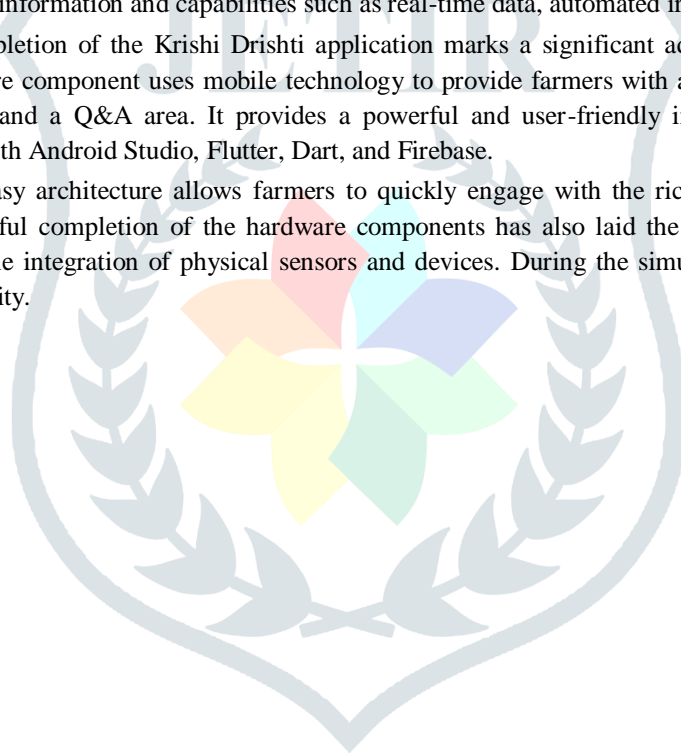 JETIR
information and capabilities such as real-time data, automated in
pletion of the Krishi Drishti application marks a significant ac
re component uses mobile technology to provide farmers with a
and a Q&A area. It provides a powerful and user-friendly i
th Android Studio, Flutter, Dart, and Firebase.
asy architecture allows farmers to quickly engage with the ric
ful completion of the hardware components has also laid the
e integration of physical sensors and devices. During the simu
ity.